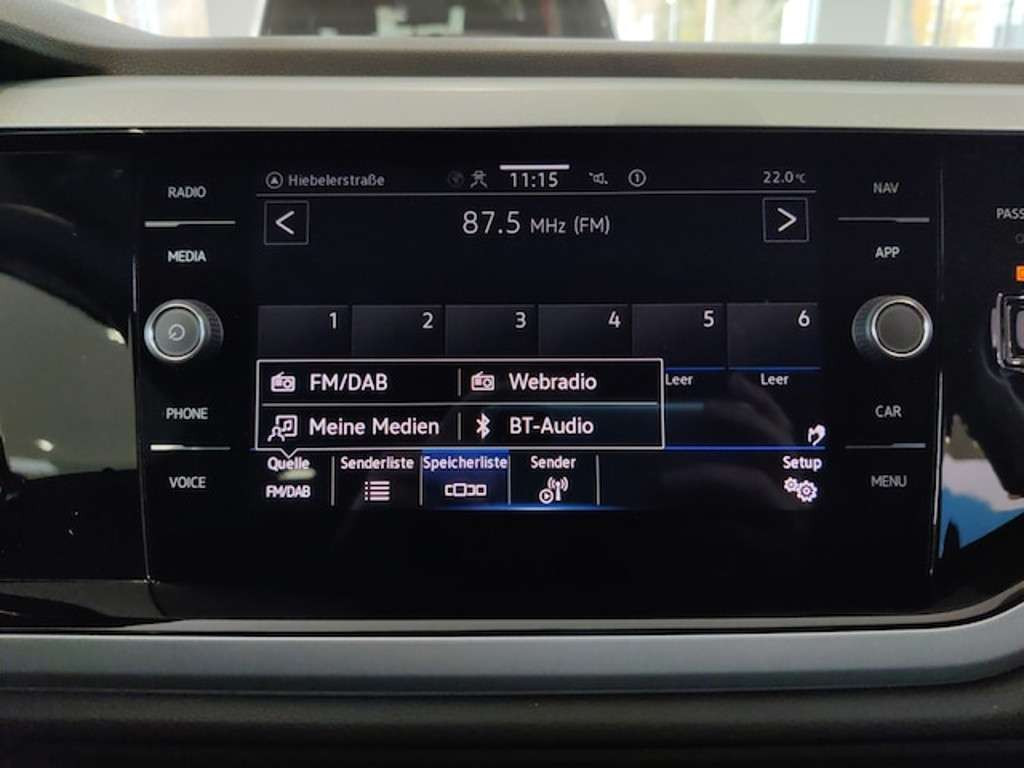 RADIO
MEDIA
PHONE
VOICE
Hiebelerstraße 11:15 1 22.0°C
< 87.5 MHz (FM) >
1 2 3 4 5 6
Leer Leer
FM/DAB Webradio
Meine Medien BT-Audio
Quelle Senderliste Speicherliste Sender Setup
FM/DAB
NAV
APP
CAR
MENU
PASS